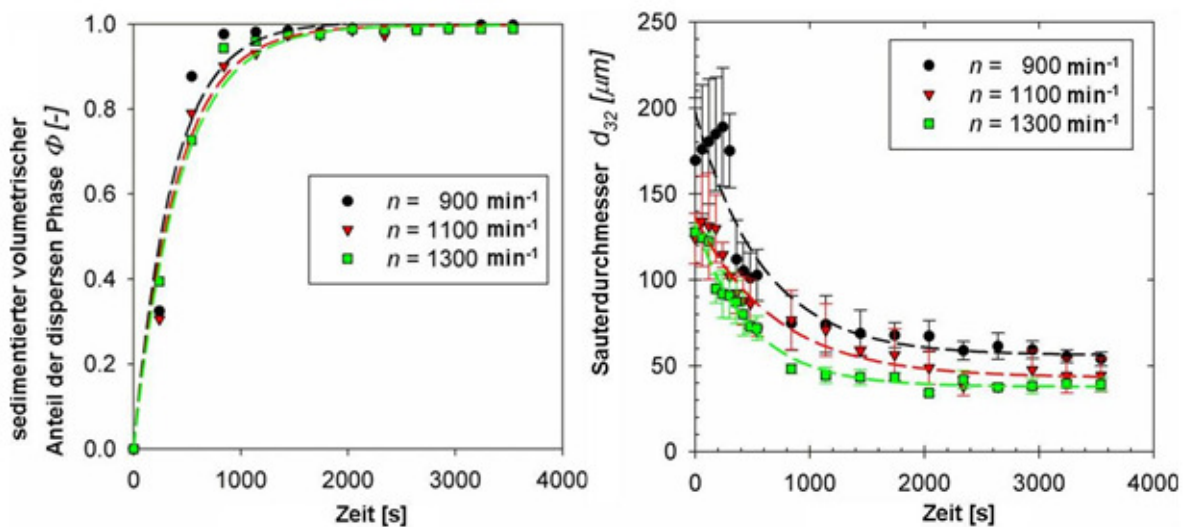 sedimentierter volumetrischer
Anteil der dispersen Phase Φ [-]
1.0
0.8
0.6
0.4
0.2
0.0
n = 900 min-1
n = 1100 min-1
n = 1300 min-1
0 1000 2000 3000 4000
Zeit [s]
Sauterdurchmesser d32 [μm]
250
200
150
100
50
0
n = 900 min-1
n = 1100 min-1
n = 1300 min-1
0 1000 2000 3000 4000
Zeit [s]